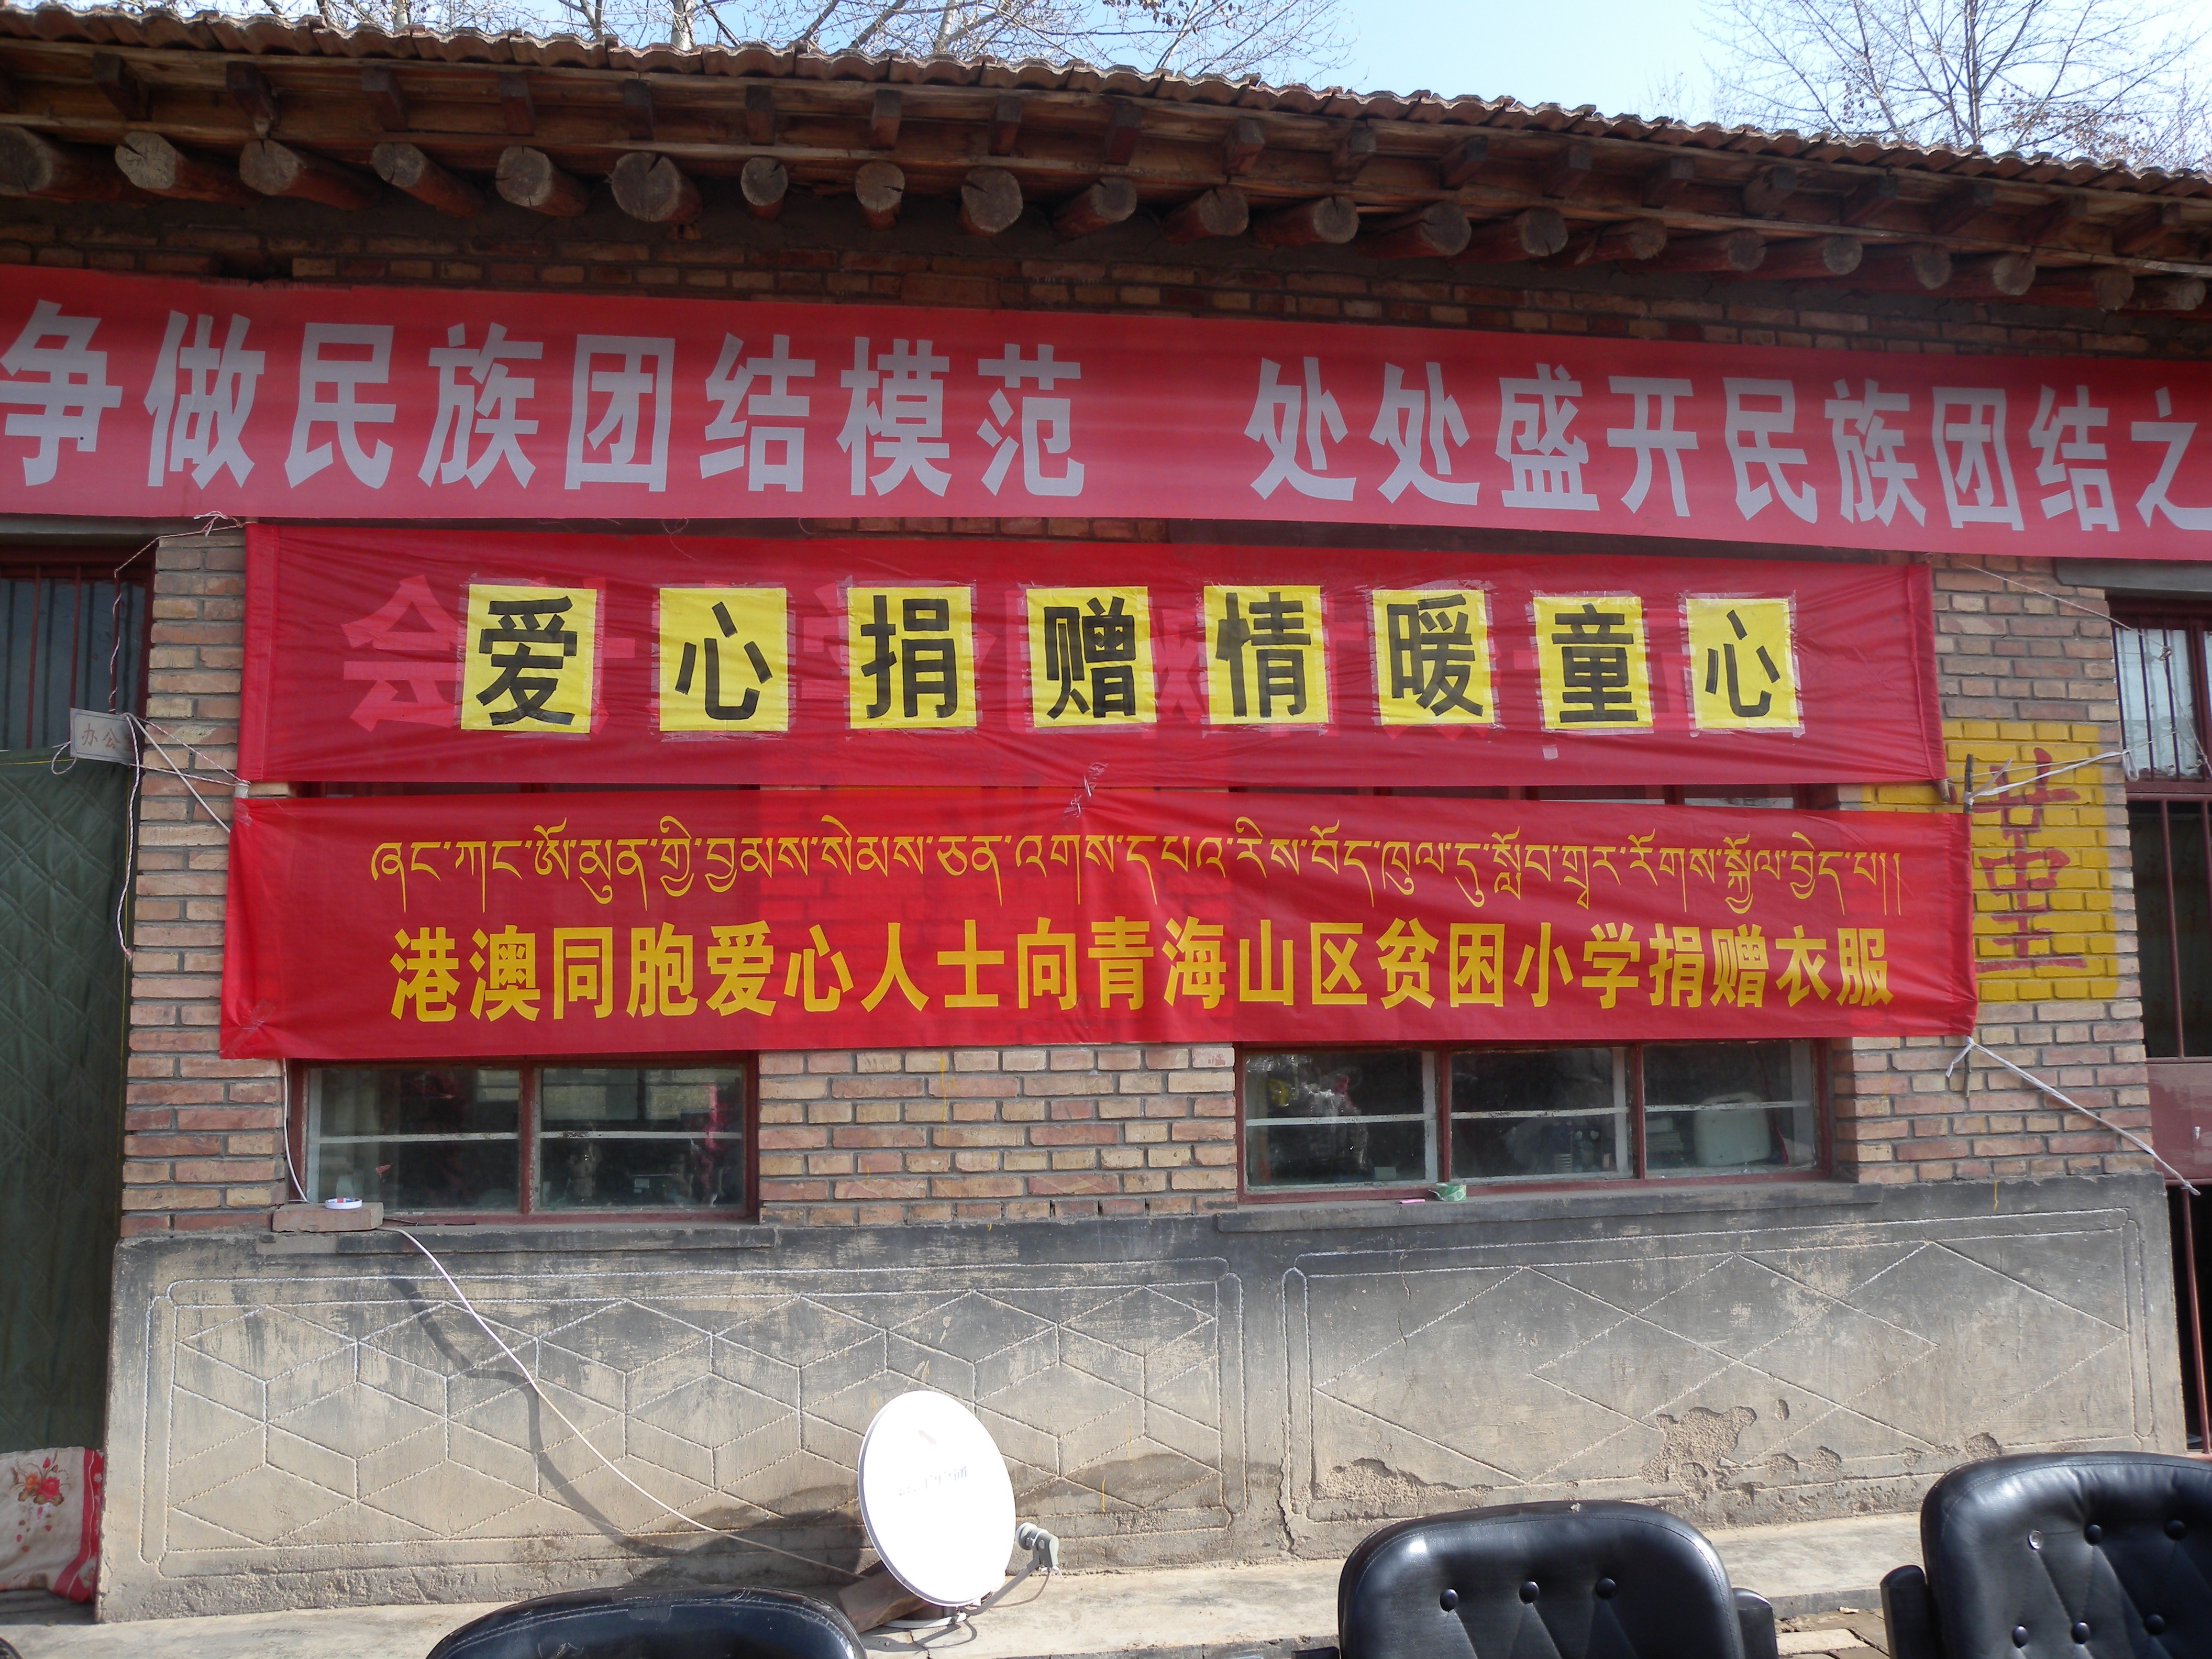 争做民族团结模范 处处盛开民族团结之
爱心捐赠情暖童心
ཞང་ཀང་ཨོ་མུན་གྱི་བྱམས་སེམས་ཅན་འགས་ད་པའ་རིས་བོད་ཁུལ་དུ་སློབ་གྲྭར་རོགས་སྐྱོལ་བྱེད་པ།།
港澳同胞爱心人士向青海山区贫困小学捐赠衣服
办公